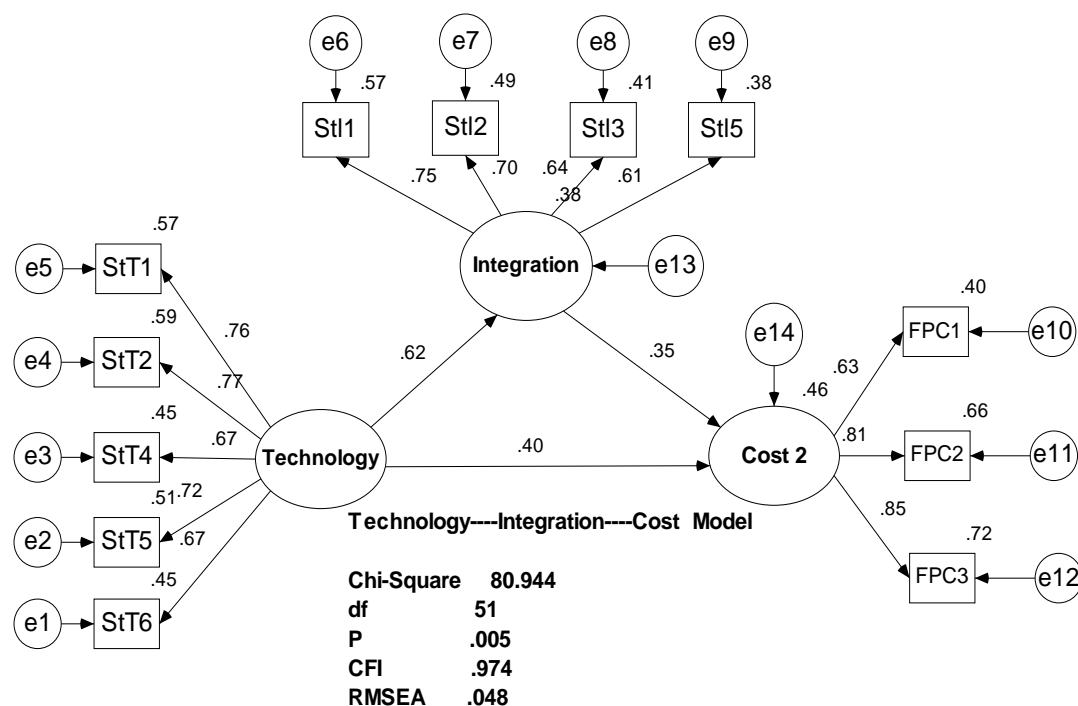 e6
e7
e8
e9
.57
.49
.41
.38
StI1
StI2
StI3
StI5
.75
.70
.64
.61
.38
Integration
e13
.57
e5
StT1
.76
.59
e4
StT2
.77
.45
e3
StT4
.67
.51
.72
e2
StT5
.67
.45
e1
StT6
Technology
.62
.35
.40
e14
.46
Cost 2
.40
FPC1
e10
.63
.66
.81
FPC2
e11
.85
.72
FPC3
e12
Technology----Integration----Cost Model
Chi-Square 80.944
df 51
P .005
CFI .974
RMSEA .048